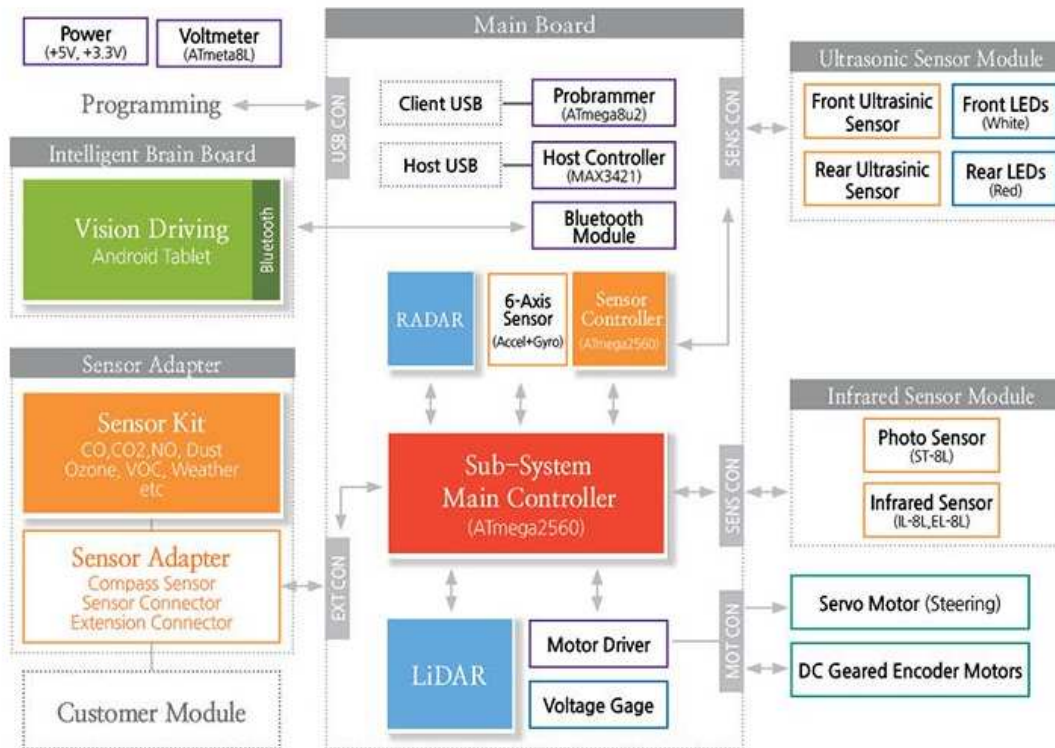 Power
(+5V, +3.3V)
Voltmeter
(ATmeta8L)
Programming
Intelligent Brain Board
Vision Driving
Android Tablet
Bluetooth
Sensor Adapter
Sensor Kit
CO,CO2,NO, Dust
Ozone, VOC, Weather
etc
Sensor Adapter
Compass Sensor
Sensor Connector
Extension Connector
Customer Module
Main Board
USB CON
Client USB
Probrammer
(ATmega8u2)
Host USB
Host Controller
(MAX3421)
Bluetooth
Module
SENS CON
RADAR
6-Axis
Sensor
(Accel+Gyro)
Sensor
Controller
(ATmega2560)
Sub-System
Main Controller
(ATmega2560)
SENS CON
EXT CON
LiDAR
Motor Driver
Voltage Gage
MOT CON
Ultrasonic Sensor Module
Front Ultrasinic
Sensor
Front LEDs
(White)
Rear Ultrasinic
Sensor
Rear LEDs
(Red)
Infrared Sensor Module
Photo Sensor
(ST-8L)
Infrared Sensor
(IL-8L,EL-8L)
Servo Motor (Steering)
DC Geared Encoder Motors